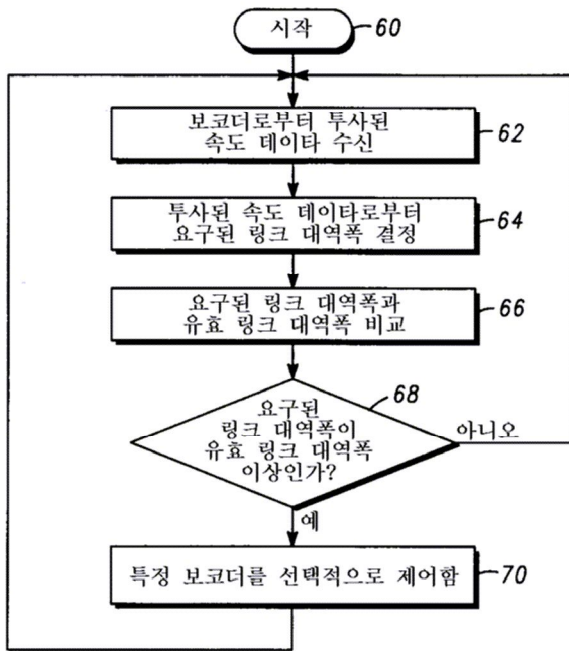 시작
60
보코더로부터 투사된
속도 데이타 수신
62
투사된 속도 데이타로부터
요구된 링크 대역폭 결정
64
요구된 링크 대역폭과
유효 링크 대역폭 비교
66
68
요구된
링크 대역폭이
유효 링크 대역폭
이상인가?
아니오
예
특정 보코더를 선택적으로 제어함
70